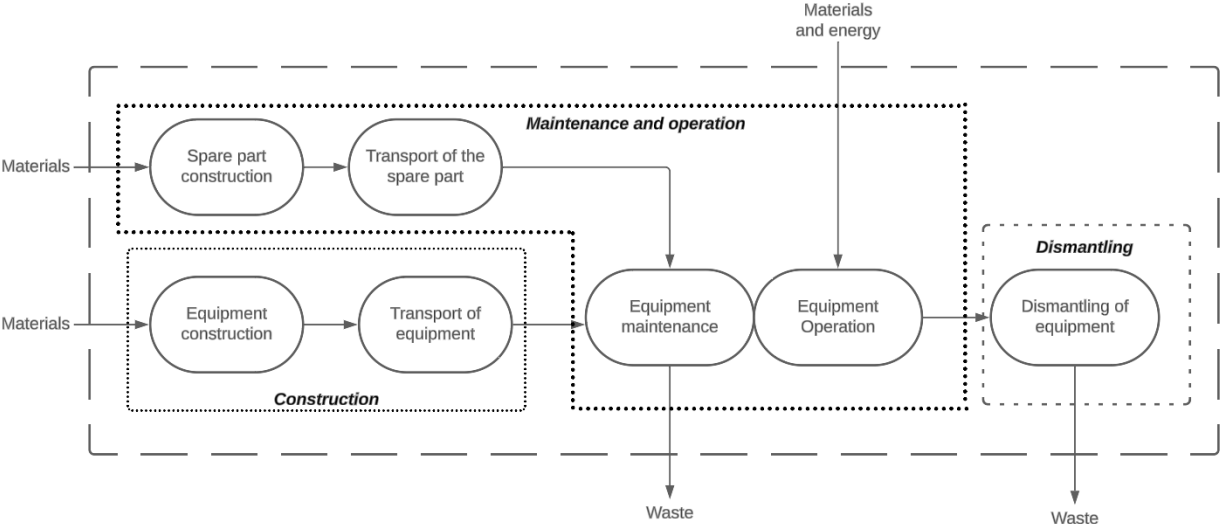 Materials
and energy
Maintenance and operation
Materials
Spare part
construction
Transport of the
spare part
Dismantling
Materials
Equipment
construction
Transport of
equipment
Equipment
maintenance
Equipment
Operation
Dismantling of
equipment
Construction
Waste
Waste